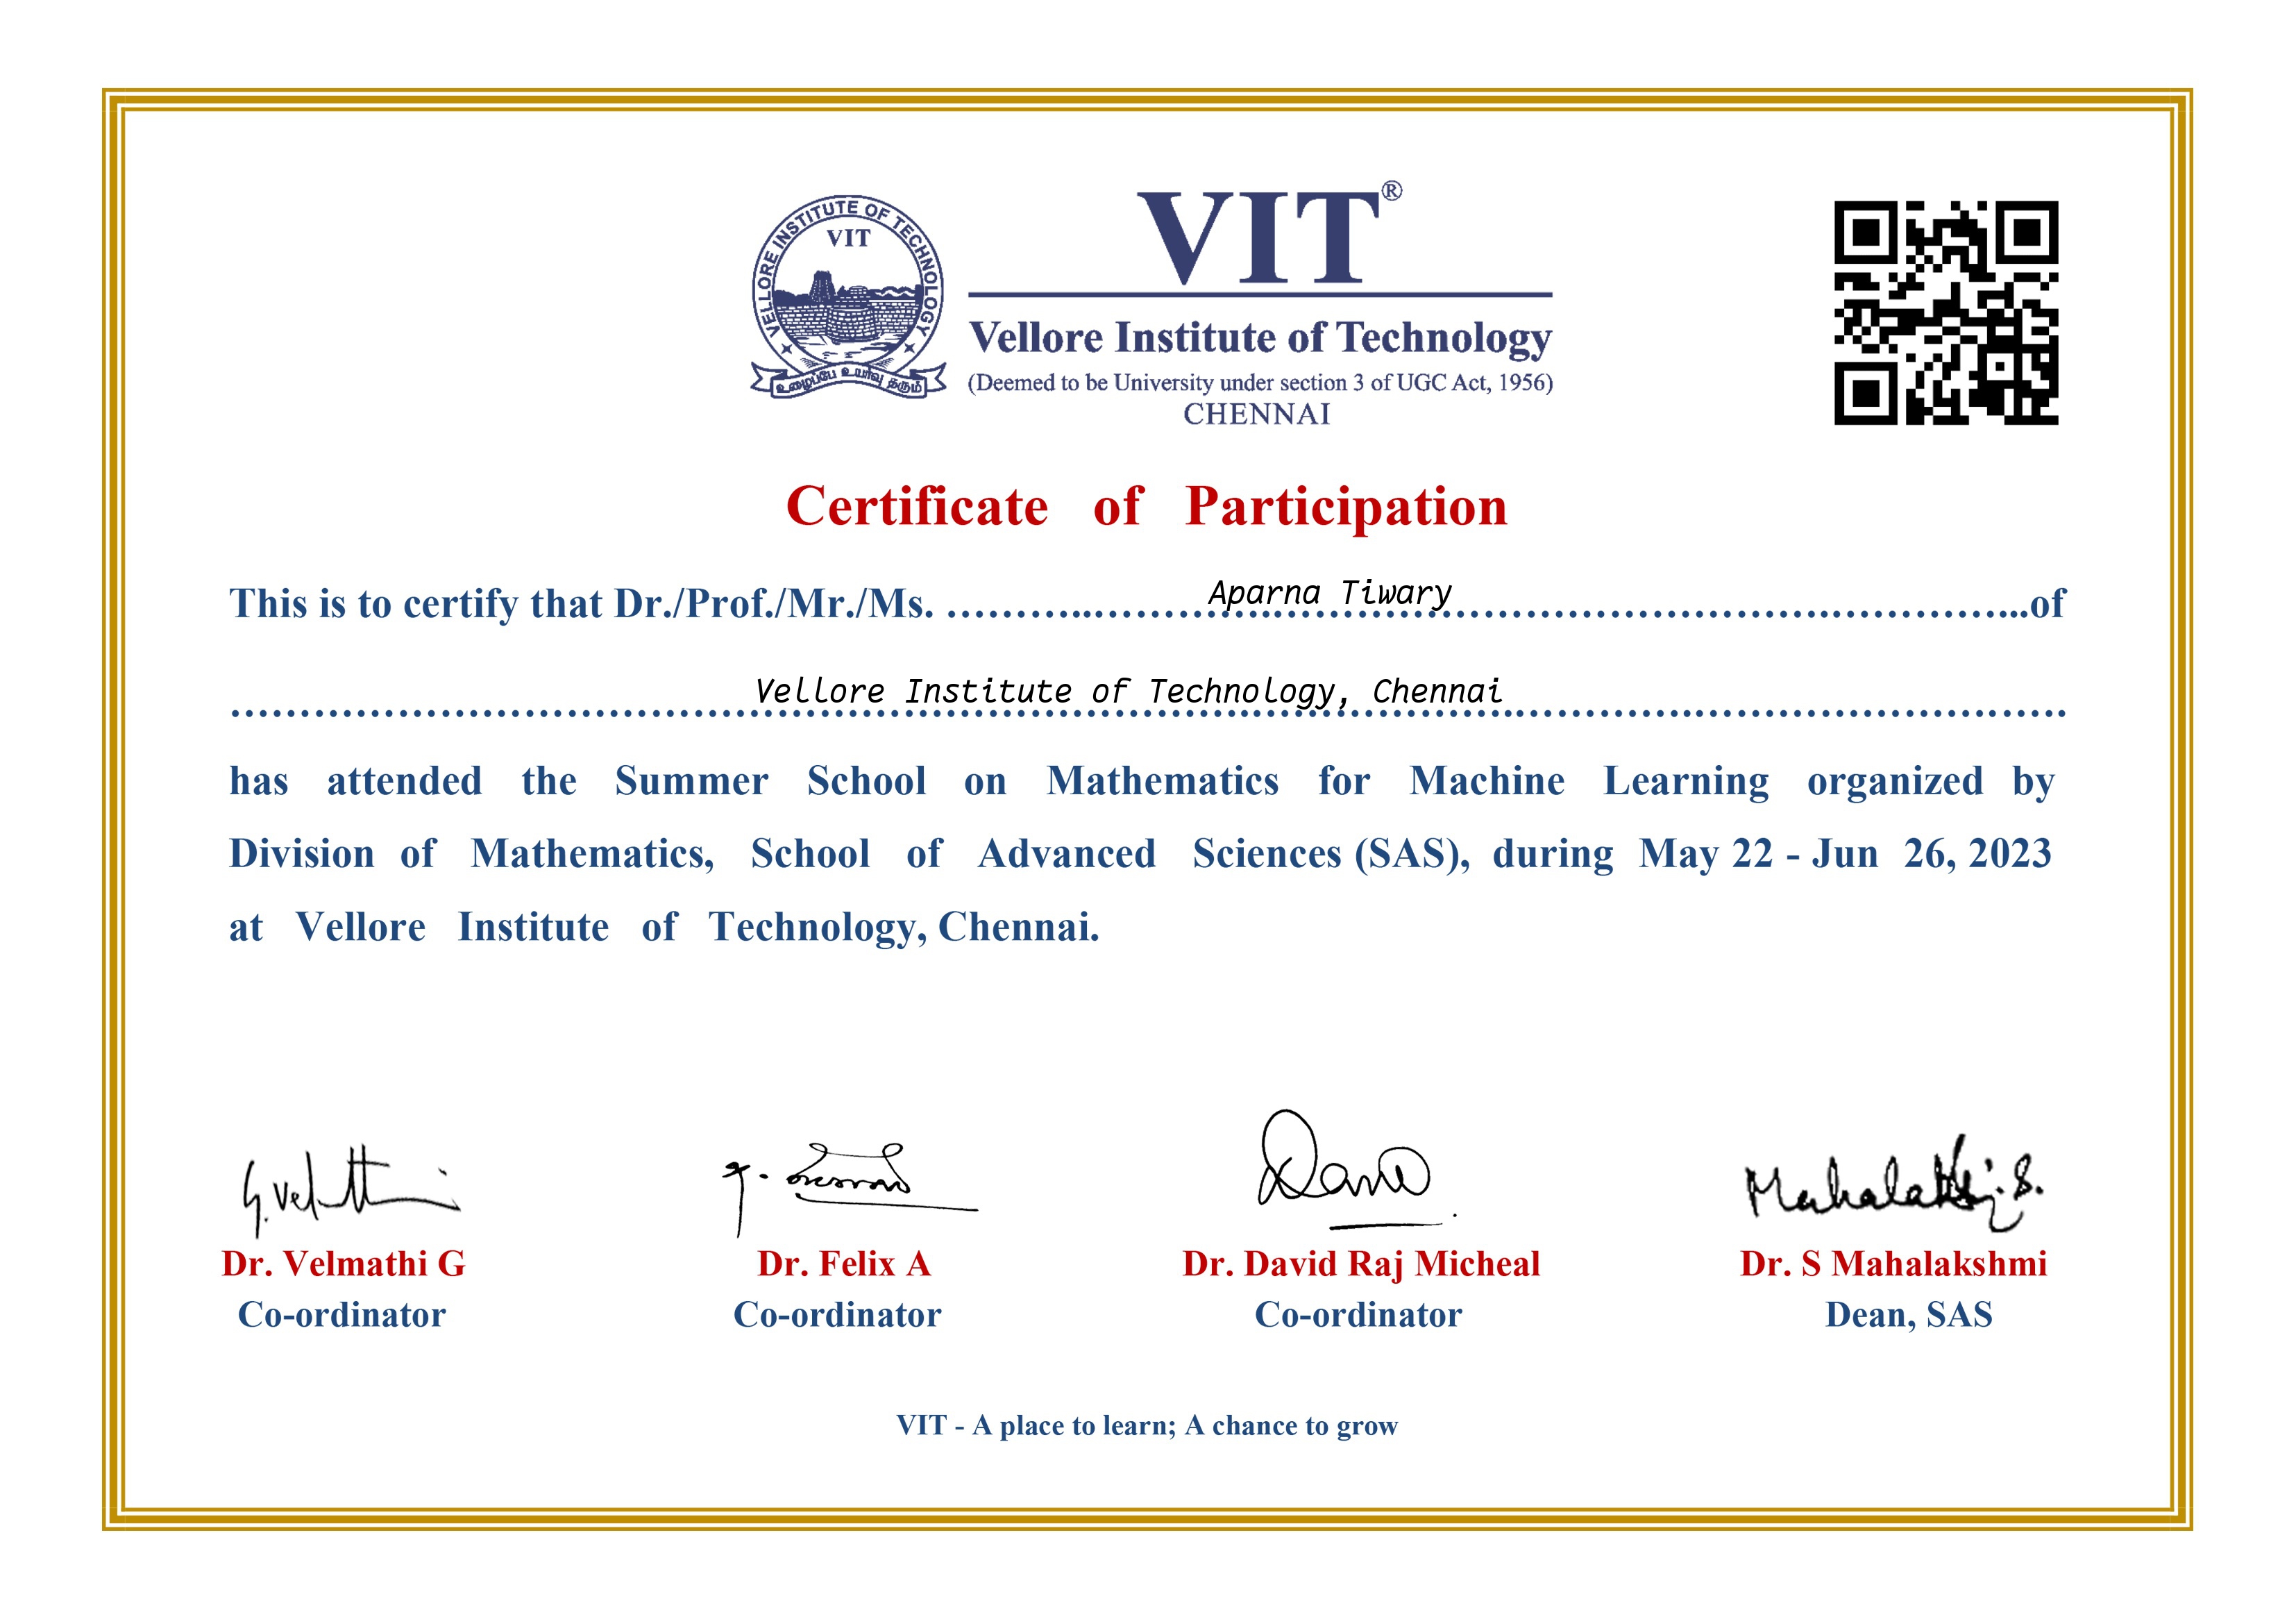 VELLORE INSTITUTE OF TECHNOLOGY
VIT
உழைப்பே உயர்வு தரும்
VIT®
Vellore Institute of Technology
(Deemed to be University under section 3 of UGC Act, 1956)
CHENNAI
Certificate of Participation
This is to certify that Dr./Prof./Mr./Ms. Aparna Tiwary of
Vellore Institute of Technology, Chennai
has attended the Summer School on Mathematics for Machine Learning organized by
Division of Mathematics, School of Advanced Sciences (SAS), during May 22 - Jun 26, 2023
at Vellore Institute of Technology, Chennai.
Mahalakshmi.S.
Dr. Velmathi G Dr. Felix A Dr. David Raj Micheal Dr. S Mahalakshmi
Co-ordinator Co-ordinator Co-ordinator Dean, SAS
VIT - A place to learn; A chance to grow